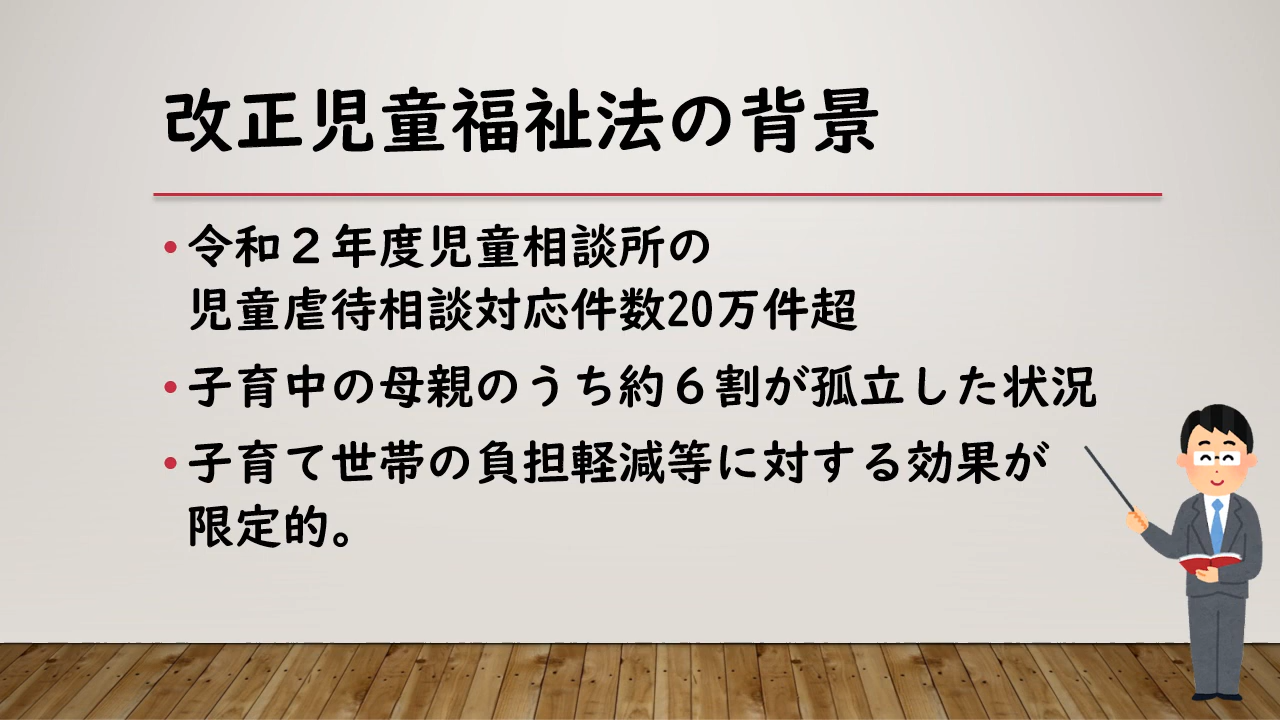 改正児童福祉法の背景
•令和２年度児童相談所の
児童虐待相談対応件数20万件超
•子育中の母親のうち約６割が孤立した状況
•子育て世帯の負担軽減等に対する効果が
限定的。